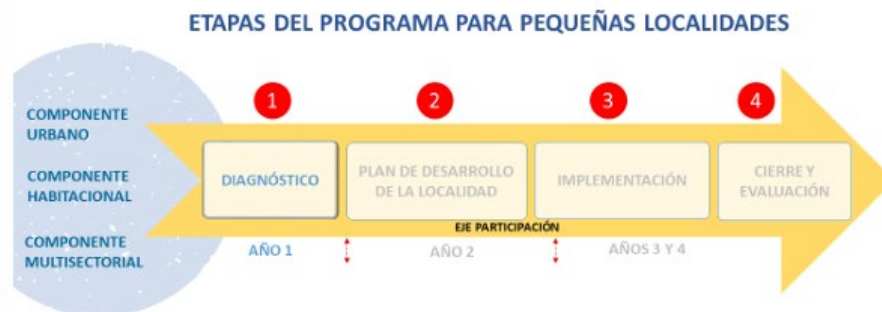 ETAPAS DEL PROGRAMA PARA PEQUEÑAS LOCALIDADES
1
2
3
4
COMPONENTE
URBANO
COMPONENTE
HABITACIONAL
COMPONENTE
MULTISECTORIAL
DIAGNÓSTICO
PLAN DE DESARROLLO
DE LA LOCALIDAD
IMPLEMENTACIÓN
CIERRE Y
EVALUACIÓN
EJE PARTICIPACIÓN
AÑO 1
AÑO 2
AÑOS 3 Y 4